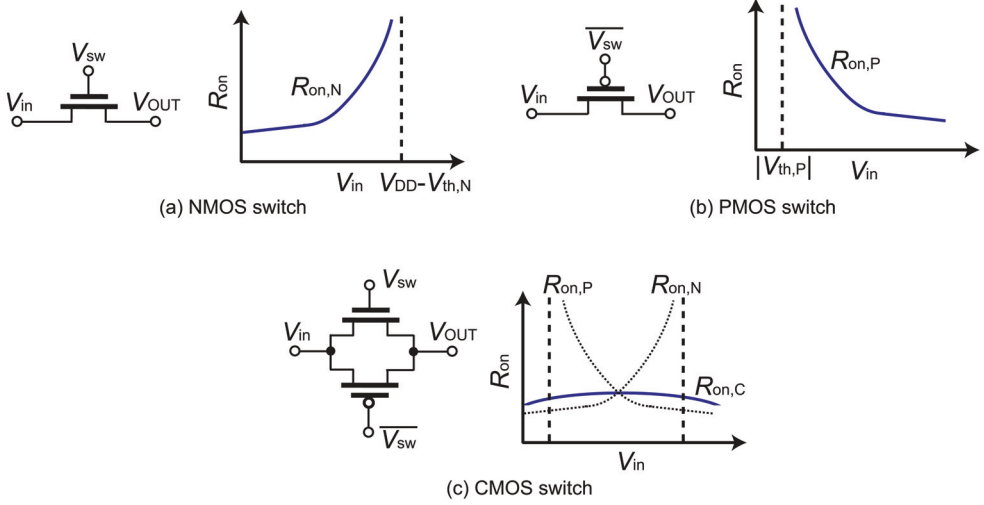 Vsw
Vin
VOUT
Ron
Ron,N
Vin
VDD-Vth,N
(a) NMOS switch
Vsw
Vin
VOUT
Ron
Ron,P
|Vth,P|
Vin
(b) PMOS switch
Vsw
Vin
VOUT
Vsw
Ron
Ron,P
Ron,N
Ron,C
Vin
(c) CMOS switch